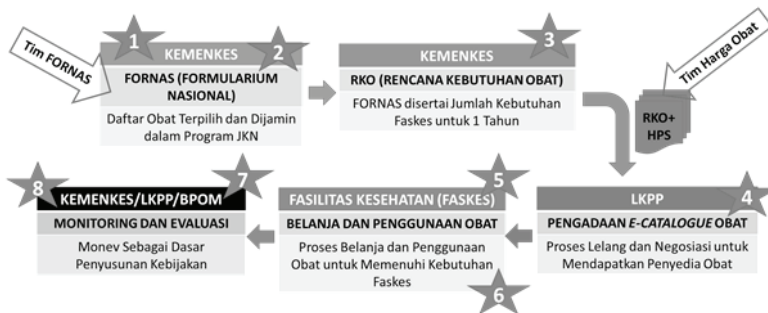 Tim FORNAS
1
2
KEMENKES
FORNAS (FORMULARIUM
NASIONAL)
Daftar Obat Terpilih dan Dijamin
dalam Program JKN
3
KEMENKES
RKO (RENCANA KEBUTUHAN OBAT)
FORNAS disertai Jumlah Kebutuhan
Faskes untuk 1 Tahun
Tim Harga Obat
RKO+
HPS
4
LKPP
PENGADAAN E-CATALOGUE OBAT
Proses Lelang dan Negosiasi untuk
Mendapatkan Penyedia Obat
5
FASILITAS KESEHATAN (FASKES)
BELANJA DAN PENGGUNAAN OBAT
Proses Belanja dan Penggunaan
Obat untuk Memenuhi Kebutuhan
Faskes
6
7
8
KEMENKES/LKPP/BPOM
MONITORING DAN EVALUASI
Monev Sebagai Dasar
Penyusunan Kebijakan